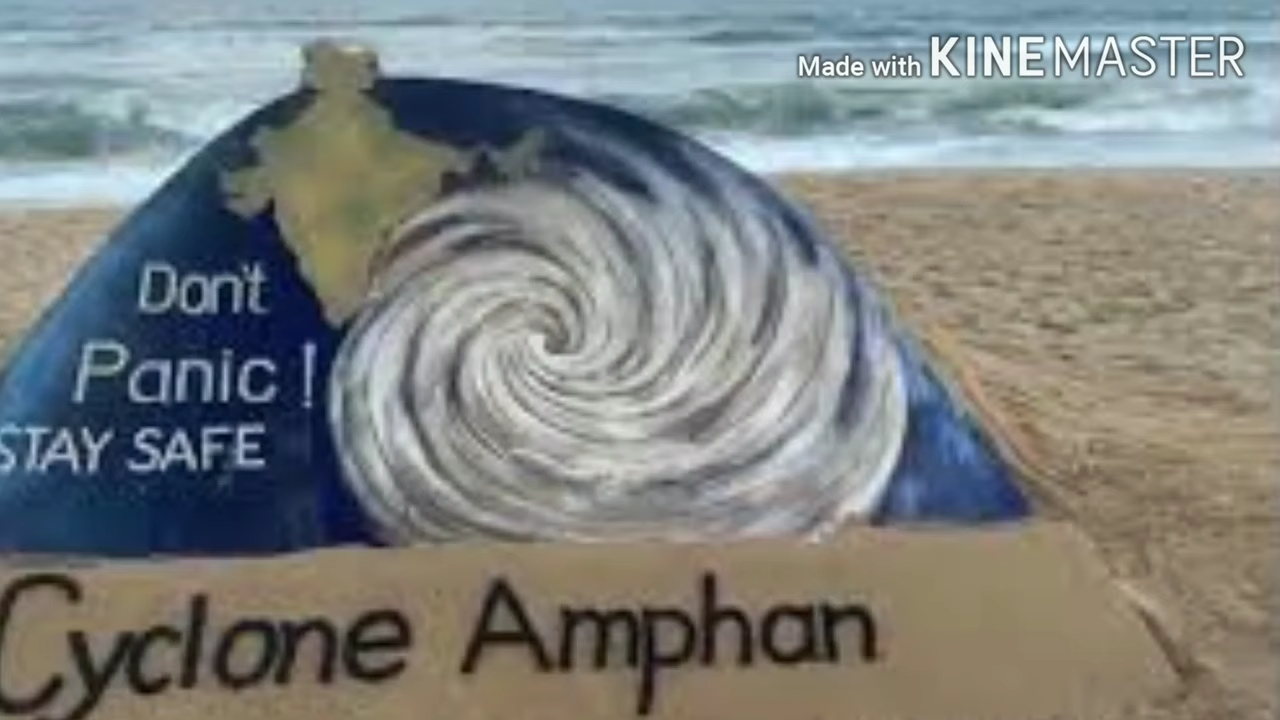 Made with KINEMASTER
Don't
Panic !
STAY SAFE
Cyclone Amphan